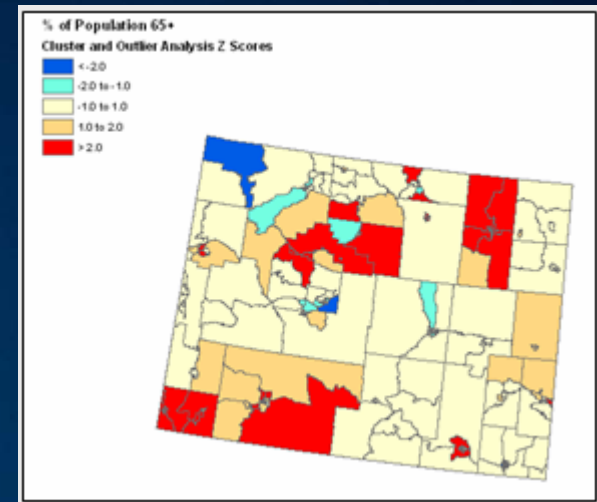 % of Population 65+
Cluster and Outlier Analysis Z Scores
< -2.0
-2.0 to -1.0
-1.0 to 1.0
1.0 to 2.0
> 2.0